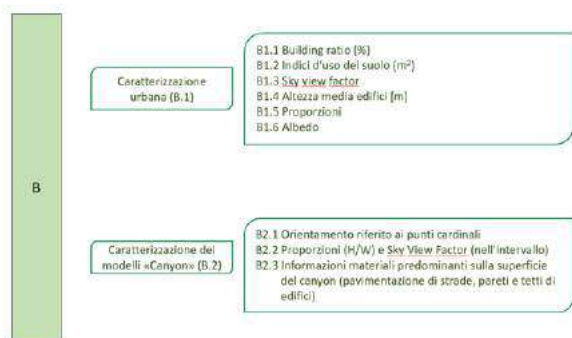 B
Caratterizzazione
urbana (B.1)
B1.1 Building ratio (%)
B1.2 Indici d'uso del suolo (m²)
B1.3 Sky view factor
B1.4 Altezza media edifici (m)
B1.5 Proporzioni
B1.6 Albedo
Caratterizzazione dei
modelli «Canyon» (B.2)
B2.1 Orientamento riferito ai punti cardinali
B2.2 Proporzioni (H/W) e Sky View Factor (nell'intervallo)
B2.3 Informazioni materiali predominanti sulla superficie
del canyon (pavimentazione di strade, pareti e tetti di
edifici)